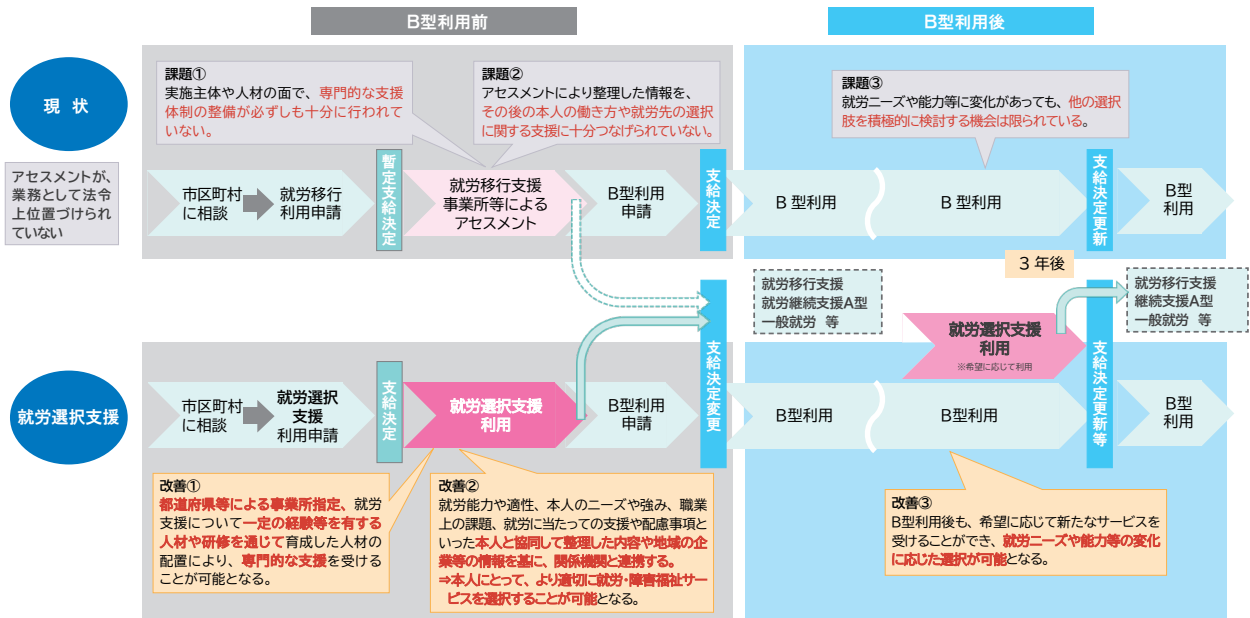 B型利用前
B型利用後
現 状
課題①
実施主体や人材の面で、専門的な支援
体制の整備が必ずしも十分に行われて
いない。
課題②
アセスメントにより整理した情報を、
その後の本人の働き方や就労先の選択
に関する支援に十分つなげられていない。
課題③
就労ニーズや能力等に変化があっても、他の選択
肢を積極的に検討する機会は限られている。
アセスメントが、
業務として法令
上位置づけられ
ていない
市区町村
に相談
就労移行
利用申請
暫定支給決定
就労移行支援
事業所等による
アセスメント
B型利用
申請
支給決定
B 型利用
B 型利用
支給決定更新
B型
利用
3 年後
就労移行支援
就労継続支援A型
一般就労 等
就労移行支援
継続支援A型
一般就労 等
就労選択支援
市区町村
に相談
就労選択
支援
利用申請
支給決定
就労選択支援
利用
B型利用
申請
支給決定変更
B型利用
B型利用
就労選択支援
利用
※希望に応じて利用
支給決定更新等
B型
利用
改善①
都道府県等による事業所指定、就労
支援について一定の経験等を有する
人材や研修を通じて育成した人材の
配置により、専門的な支援を受ける
ことが可能となる。
改善②
就労能力や適性、本人のニーズや強み、職業
上の課題、就労に当たっての支援や配慮事項と
いった本人と協同して整理した内容や地域の企
業等の情報を基に、関係機関と連携する。
⇒本人にとって、より適切に就労・障害福祉サー
ビスを選択することが可能となる。
改善③
B型利用後も、希望に応じて新たなサービスを
受けることができ、就労ニーズや能力等の変化
に応じた選択が可能となる。